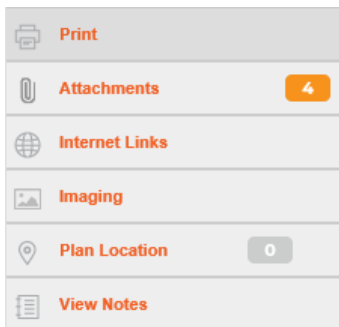 Print
Attachments 4
Internet Links
Imaging
Plan Location 0
View Notes